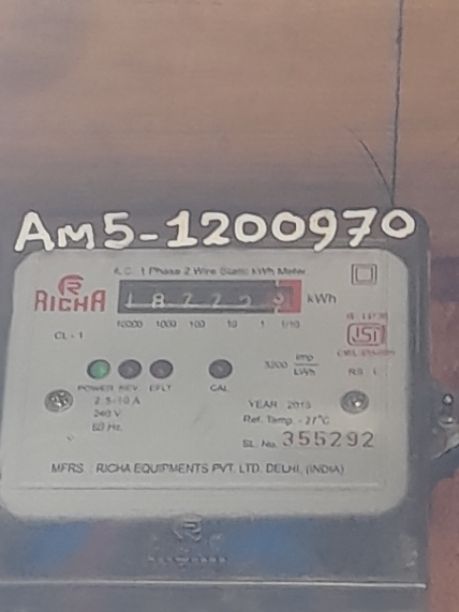 AM5-1200970
A.C. 1 Phase 2 Wire Static kWh Meter
RICHA
kWh
10000 1000 100 10 1 1/10
CL - 1
ISI
3200 imp/kWh
POWER REV EFLT CAL
2.5-10 A
240 V
50 Hz.
YEAR 2015
Ref. Temp. - 27°C
SL. No. 355292
MFRS : RICHA EQUIPMENTS PVT. LTD. DELHI, (INDIA)